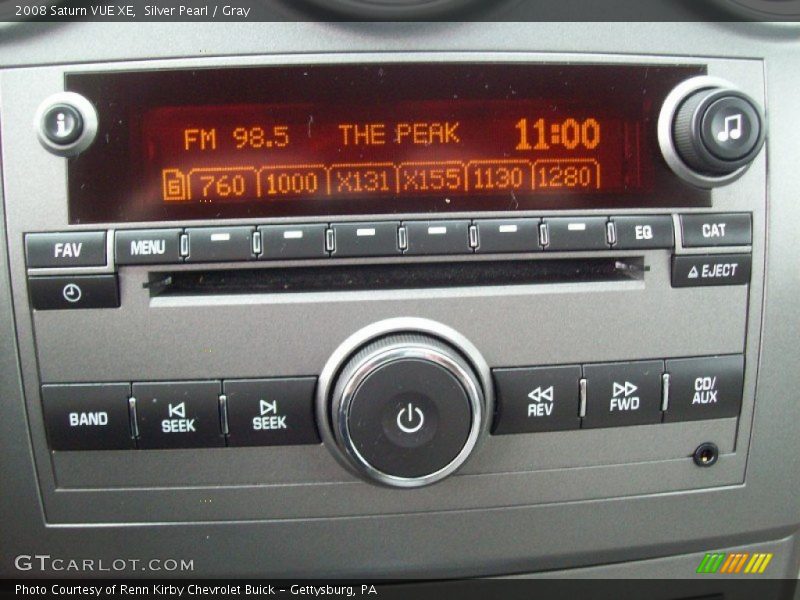 2008 Saturn VUE XE,  Silver Pearl / Gray
i
FM 98.5 THE PEAK 11:00
6 760 1000 X131 X155 1130 1280
FAV MENU EQ CAT
EJECT
BAND SEEK SEEK REV FWD CD/
AUX
GTCARLOT.COM
Photo Courtesy of Renn Kirby Chevrolet Buick - Gettysburg, PA